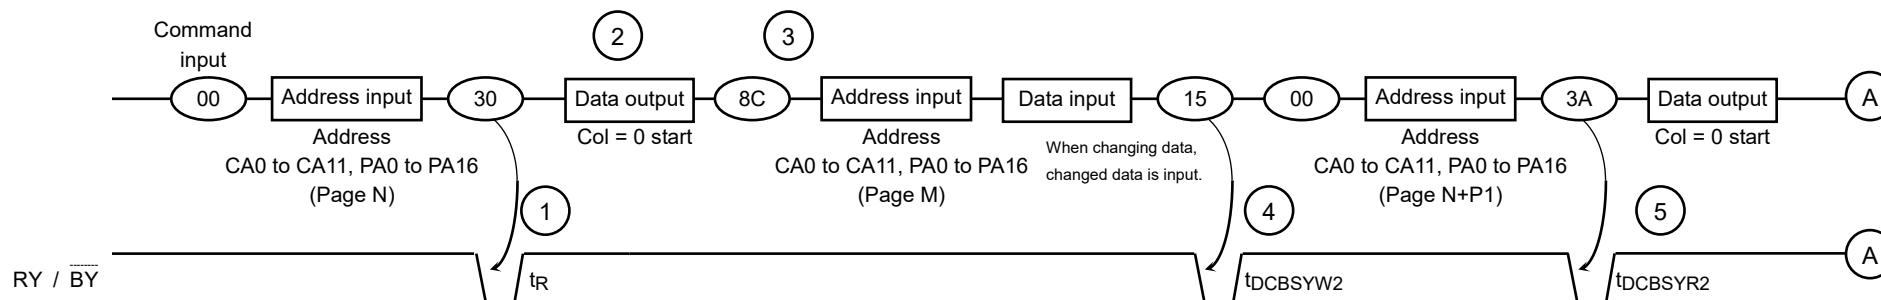 Command
input
2
3
00
Address input
30
Data output
8C
Address input
Data input
15
00
Address input
3A
Data output
A
Address
CA0 to CA11, PA0 to PA16
(Page N)
Col = 0 start
Address
CA0 to CA11, PA0 to PA16
(Page M)
When changing data,
changed data is input.
Address
CA0 to CA11, PA0 to PA16
(Page N+P1)
Col = 0 start
1
4
5
RY / BY
tR
tDCBSYW2
tDCBSYR2
A